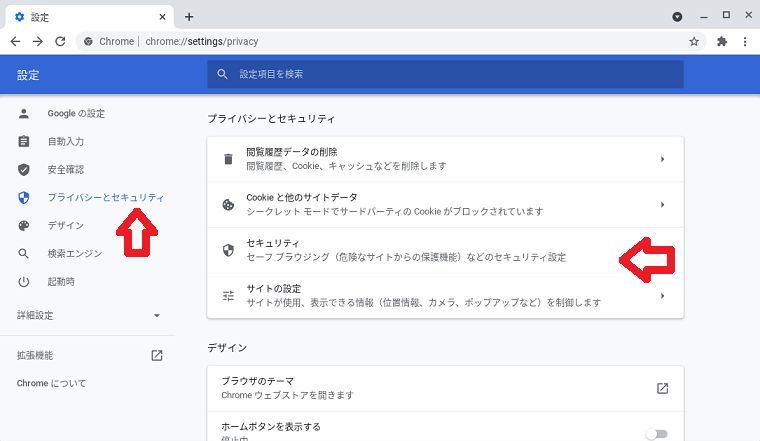 設定
Chrome | chrome://settings/privacy
設定
設定項目を検索
Google の設定
自動入力
安全確認
プライバシーとセキュリティ
デザイン
検索エンジン
起動時
詳細設定
拡張機能
Chrome について
プライバシーとセキュリティ
閲覧履歴データの削除
閲覧履歴、Cookie、キャッシュなどを削除します
Cookie と他のサイトデータ
シークレット モードでサードパーティの Cookie がブロックされています
セキュリティ
セーフ ブラウジング（危険なサイトからの保護機能）などのセキュリティ設定
サイトの設定
サイトが使用、表示できる情報（位置情報、カメラ、ポップアップなど）を制御します
デザイン
ブラウザのテーマ
Chrome ウェブストアを開きます
ホームボタンを表示する
停止中